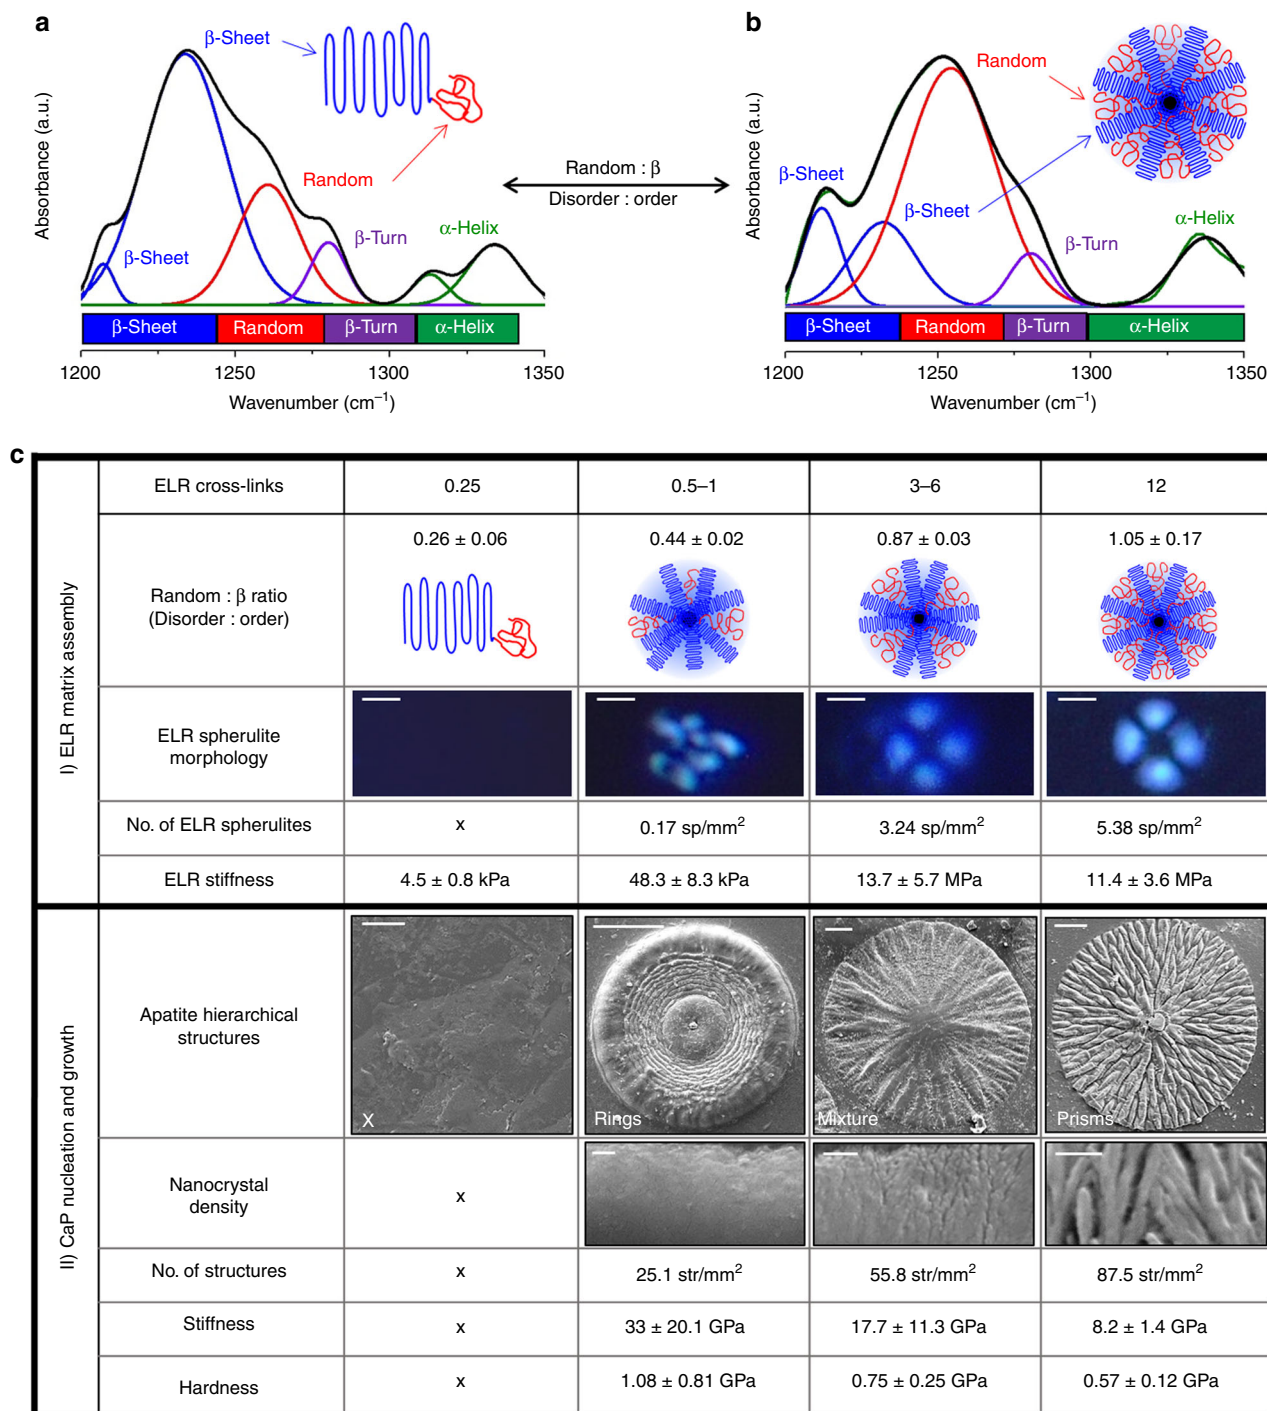 a
β-Sheet
Random
β-Sheet
β-Turn
α-Helix
Absorbance (a.u.)
β-Sheet
Random
β-Turn
α-Helix
1200
1250
1300
1350
Wavenumber (cm⁻¹)
Random : β
Disorder : order
b
Random
β-Sheet
β-Sheet
α-Helix
β-Turn
Absorbance (a.u.)
β-Sheet
Random
β-Turn
α-Helix
1200
1250
1300
1350
Wavenumber (cm⁻¹)
c
I) ELR matrix assembly
ELR cross-links
0.25
0.5–1
3–6
12
Random : β ratio
(Disorder : order)
0.26 ± 0.06
0.44 ± 0.02
0.87 ± 0.03
1.05 ± 0.17
ELR spherulite
morphology
No. of ELR spherulites
x
0.17 sp/mm²
3.24 sp/mm²
5.38 sp/mm²
ELR stiffness
4.5 ± 0.8 kPa
48.3 ± 8.3 kPa
13.7 ± 5.7 MPa
11.4 ± 3.6 MPa
II) CaP nucleation and growth
Apatite hierarchical
structures
X
Rings
Mixture
Prisms
Nanocrystal
density
x
No. of structures
x
25.1 str/mm²
55.8 str/mm²
87.5 str/mm²
Stiffness
x
33 ± 20.1 GPa
17.7 ± 11.3 GPa
8.2 ± 1.4 GPa
Hardness
x
1.08 ± 0.81 GPa
0.75 ± 0.25 GPa
0.57 ± 0.12 GPa